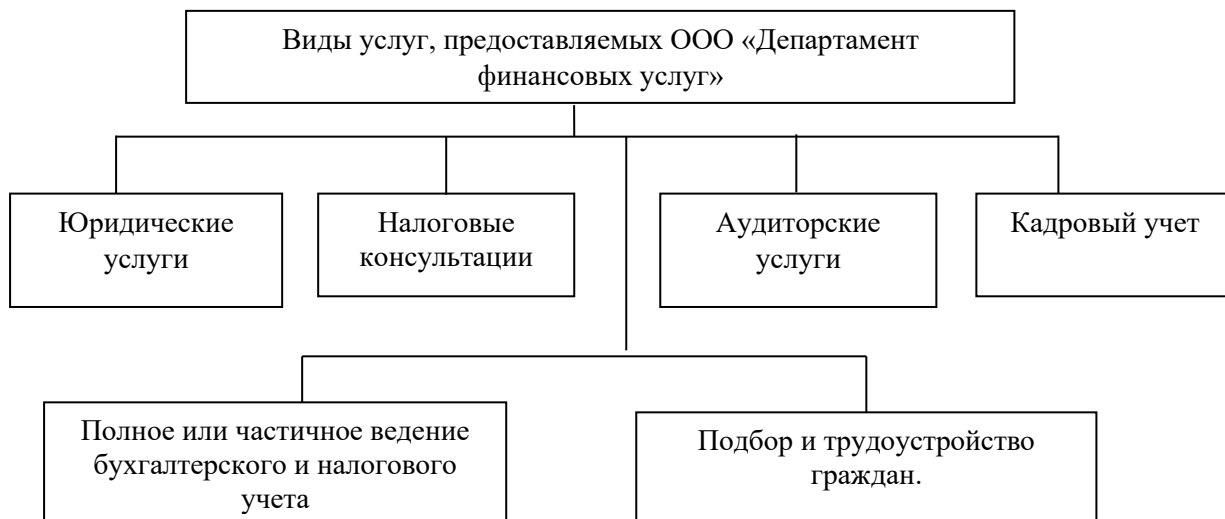 Виды услуг, предоставляемых ООО «Департамент
финансовых услуг»
Юридические
услуги
Налоговые
консультации
Аудиторские
услуги
Кадровый учет
Полное или частичное ведение
бухгалтерского и налогового
учета
Подбор и трудоустройство
граждан.